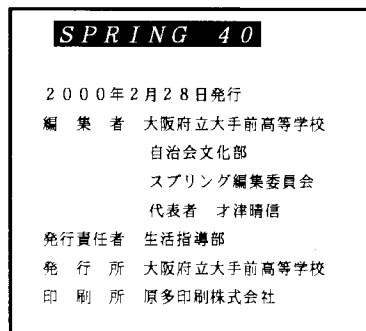 SPRING 40
2000年2月28日発行
編集者 大阪府立大手前高等学校
自治会文化部
スプリング編集委員会
代表者 才津晴信
発行責任者 生活指導部
発行所 大阪府立大手前高等学校
印刷所 原多印刷株式会社